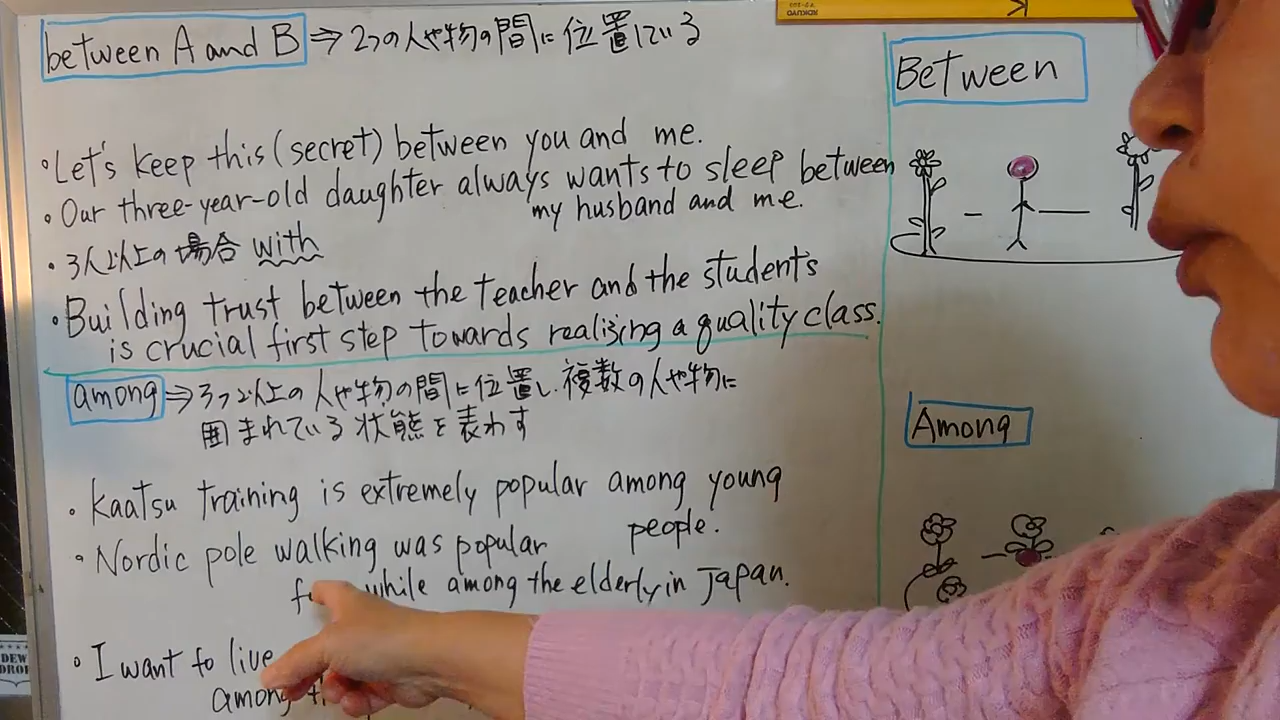 between A and B ⇒ 2つの人や物の間に位置している
・Let's keep this (secret) between you and me.
・Our three-year-old daughter always wants to sleep between
my husband and me.
・3人以上の場合 with
・Building trust between the teacher and the students
is crucial first step towards realising a quality class.
among ⇒ 3つ以上の人や物の間に位置し、複数の人や物に
囲まれている状態を表わす
・Kaatsu training is extremely popular among young
people.
・Nordic pole walking was popular
while among the elderly in Japan.
・I want to live
among
Between
Among
DEW